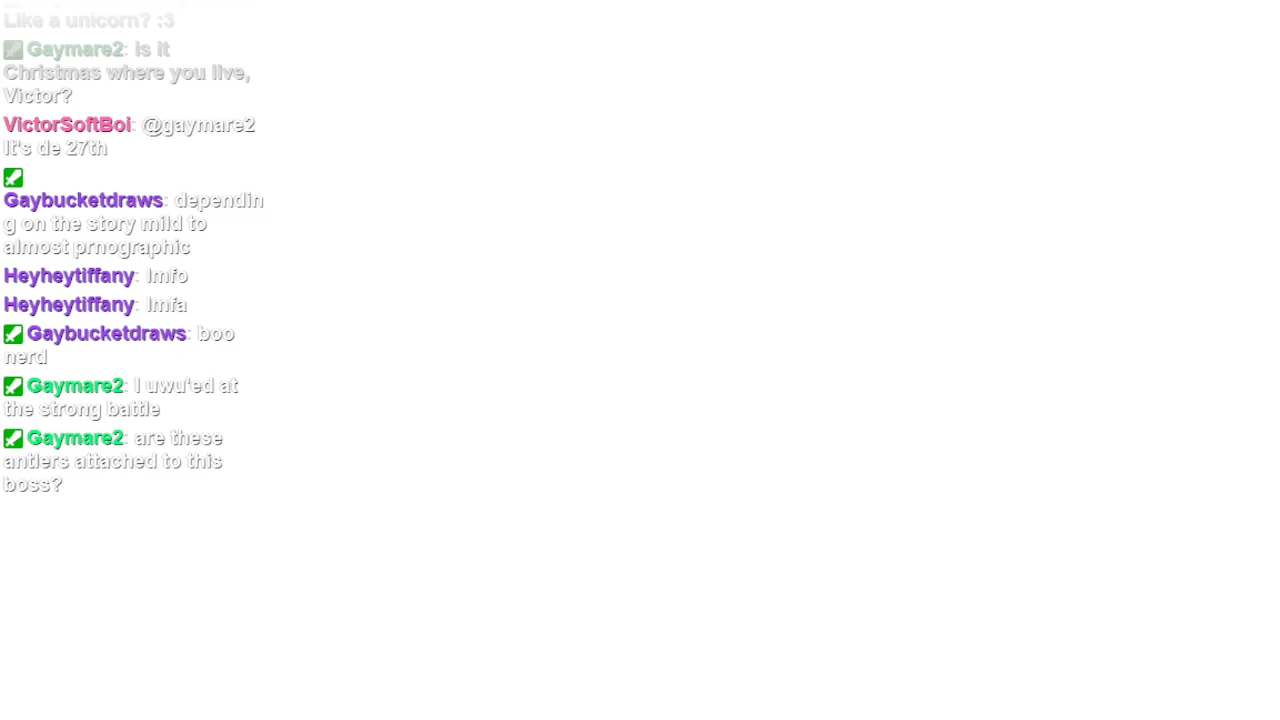 Like a unicorn? :3
Gaymare2: is it
Christmas where you live,
Victor?
VictorSoftBoi: @gaymare2
It's de 27th
Gaybucketdraws: dependin
g on the story mild to
almost prnographic
Heyheytiffany: lmfo
Heyheytiffany: lmfa
Gaybucketdraws: boo
nerd
Gaymare2: I uwu'ed at
the strong battle
Gaymare2: are these
antlers attached to this
boss?